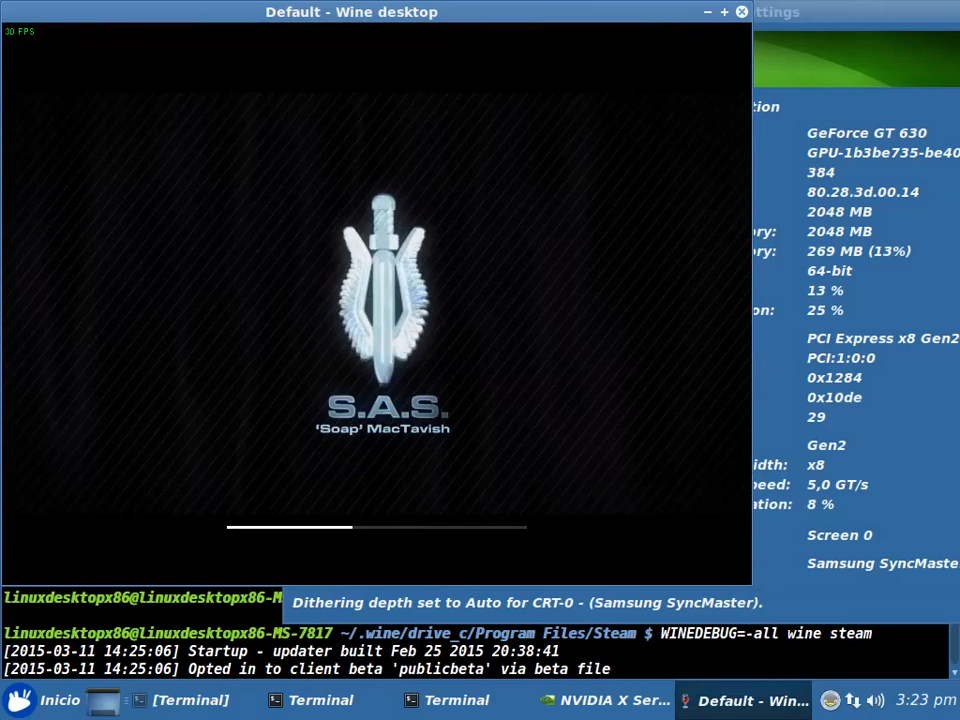 Default - Wine desktop
ttings
30 FPS
S.A.S.
'Soap' MacTavish
tion
GeForce GT 630
GPU-1b3be735-be40
384
80.28.3d.00.14
2048 MB
ory: 2048 MB
ory: 269 MB (13%)
64-bit
13 %
on: 25 %
PCI Express x8 Gen2
PCI:1:0:0
0x1284
0x10de
29
Gen2
idth: x8
peed: 5,0 GT/s
ation: 8 %
Screen 0
Samsung SyncMaste
linuxdesktopx86@linuxdesktopx86-M
Dithering depth set to Auto for CRT-0 - (Samsung SyncMaster).
linuxdesktopx86@linuxdesktopx86-MS-7817 ~/.wine/drive_c/Program Files/Steam $ WINEDEBUG=-all wine steam
[2015-03-11 14:25:06] Startup - updater built Feb 25 2015 20:38:41
[2015-03-11 14:25:06] Opted in to client beta 'publicbeta' via beta file
Inicio [Terminal] Terminal Terminal NVIDIA X Ser... Default - Win... 3:23 pm